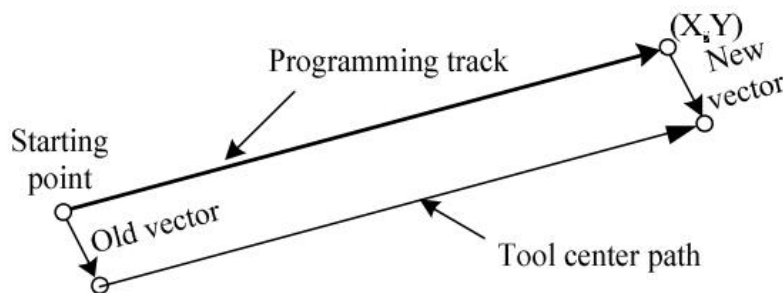 (X,Y)
New
vector
Programming track
Starting
point
Old vector
Tool center path